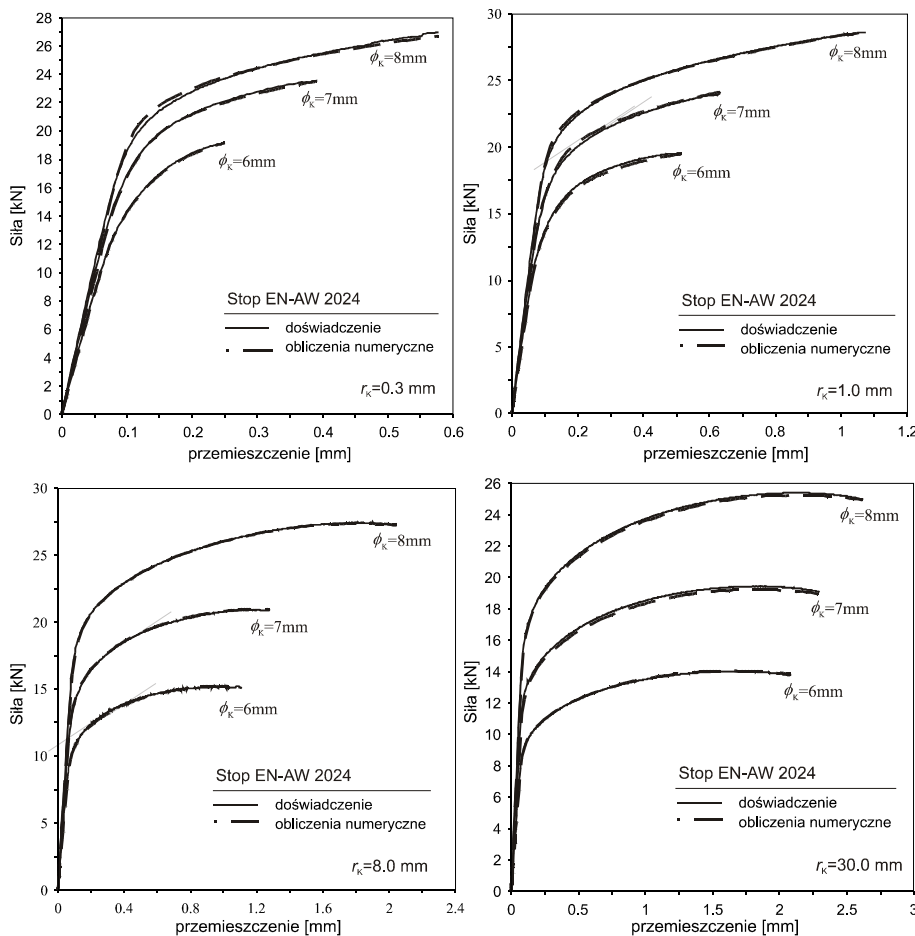 28
26
24
22
20
18
16
14
12
10
8
6
4
2
0
Siła [kN]
ϕK=8mm
ϕK=7mm
ϕK=6mm
Stop EN-AW 2024
doświadczenie
obliczenia numeryczne
rK=0.3 mm
0 0.1 0.2 0.3 0.4 0.5 0.6
przemieszczenie [mm]
30
25
20
15
10
5
0
Siła [kN]
ϕK=8mm
ϕK=7mm
ϕK=6mm
Stop EN-AW 2024
doświadczenie
obliczenia numeryczne
rK=1.0 mm
0 0.2 0.4 0.6 0.8 1 1.2
przemieszczenie [mm]
30
25
20
15
10
5
0
Siła [kN]
ϕK=8mm
ϕK=7mm
ϕK=6mm
Stop EN-AW 2024
doświadczenie
obliczenia numeryczne
rK=8.0 mm
0 0.4 0.8 1.2 1.6 2 2.4
przemieszczenie [mm]
26
24
22
20
18
16
14
12
10
8
6
4
2
0
Siła [kN]
ϕK=8mm
ϕK=7mm
ϕK=6mm
Stop EN-AW 2024
doświadczenie
obliczenia numeryczne
rK=30.0 mm
0 0.5 1 1.5 2 2.5 3
przemieszczenie [mm]